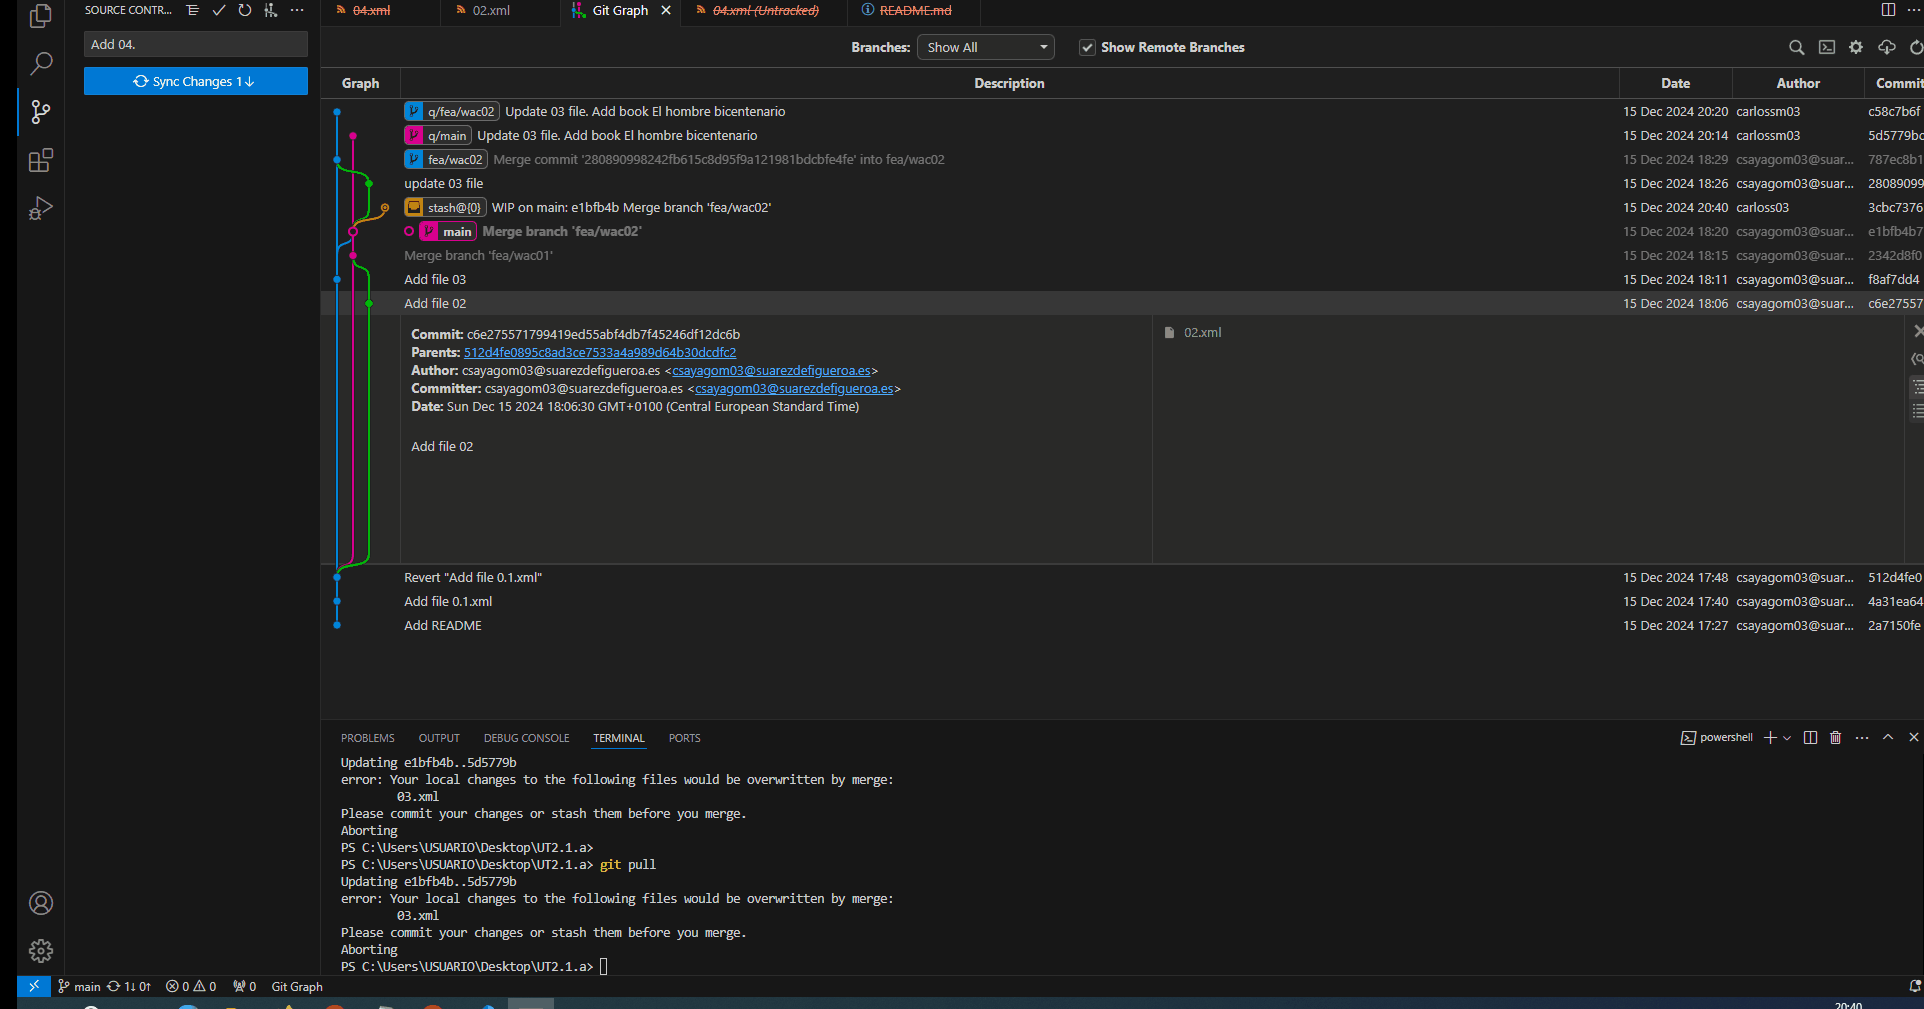 SOURCE CONTR...
04.xml
02.xml
Git Graph
04.xml (Untracked)
README.md
Add 04.
Sync Changes 1↓
Branches: Show All Show Remote Branches
Graph Description Date Author Commit
q/fea/wac02 Update 03 file. Add book El hombre bicentenario 15 Dec 2024 20:20 carlossm03 c58c7b6f
q/main Update 03 file. Add book El hombre bicentenario 15 Dec 2024 20:14 carlossm03 5d5779bc
fea/wac02 Merge commit '280890998242fb615c8d95f9a121981bdcbfe4fe' into fea/wac02 15 Dec 2024 18:29 csayagom03@suar... 787ec8b1
update 03 file 15 Dec 2024 18:26 csayagom03@suar... 28089099
stash@{0} WIP on main: e1bfb4b Merge branch 'fea/wac02' 15 Dec 2024 20:40 carloss03 3cbc7376
main Merge branch 'fea/wac02' 15 Dec 2024 18:20 csayagom03@suar... e1bfb4b7
Merge branch 'fea/wac01' 15 Dec 2024 18:15 csayagom03@suar... 2342d8f0
Add file 03 15 Dec 2024 18:11 csayagom03@suar... f8af7dd4
Add file 02 15 Dec 2024 18:06 csayagom03@suar... c6e27557
Commit: c6e275571799419ed55abf4db7f45246df12dc6b
Parents: 512d4fe0895c8ad3ce7533a4a989d64b30dcdfc2
Author: csayagom03@suarezdefigueroa.es <csayagom03@suarezdefigueroa.es>
Committer: csayagom03@suarezdefigueroa.es <csayagom03@suarezdefigueroa.es>
Date: Sun Dec 15 2024 18:06:30 GMT+0100 (Central European Standard Time)
Add file 02
02.xml
Revert "Add file 0.1.xml" 15 Dec 2024 17:48 csayagom03@suar... 512d4fe0
Add file 0.1.xml 15 Dec 2024 17:40 csayagom03@suar... 4a31ea64
Add README 15 Dec 2024 17:27 csayagom03@suar... 2a7150fe
PROBLEMS OUTPUT DEBUG CONSOLE TERMINAL PORTS powershell
Updating e1bfb4b..5d5779b
error: Your local changes to the following files would be overwritten by merge:
03.xml
Please commit your changes or stash them before you merge.
Aborting
PS C:\Users\USUARIO\Desktop\UT2.1.a>
PS C:\Users\USUARIO\Desktop\UT2.1.a> git pull
Updating e1bfb4b..5d5779b
error: Your local changes to the following files would be overwritten by merge:
03.xml
Please commit your changes or stash them before you merge.
Aborting
PS C:\Users\USUARIO\Desktop\UT2.1.a>
main 1↓ 0↑ 0 0 0 Git Graph
20:40